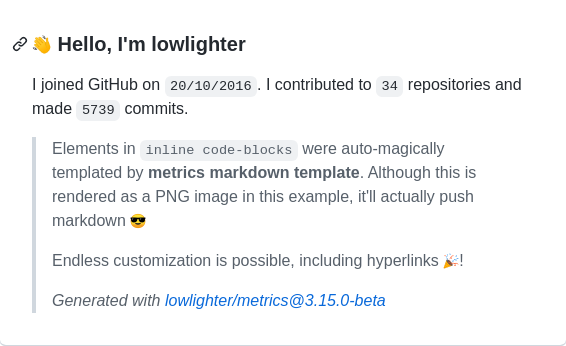 👋 Hello, I'm lowlighter
I joined GitHub on 20/10/2016. I contributed to 34 repositories and
made 5739 commits.
Elements in inline code-blocks were auto-magically
templated by metrics markdown template. Although this is
rendered as a PNG image in this example, it'll actually push
markdown 😎
Endless customization is possible, including hyperlinks 🎉!
Generated with lowlighter/metrics@3.15.0-beta